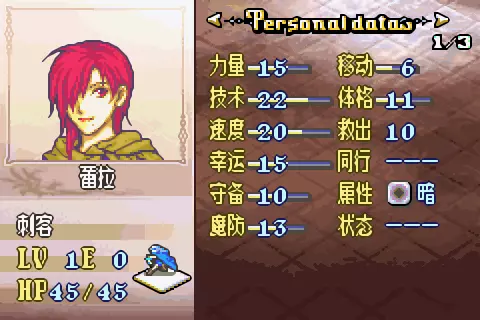 Personal data
1/3
蕾拉
刺客
LV 1 E 0
HP 45/45
力量 15 移动 6
技术 22 体格 11
速度 20 救出 10
幸运 15 同行 ---
守备 10 属性 暗
魔防 13 状态 ---